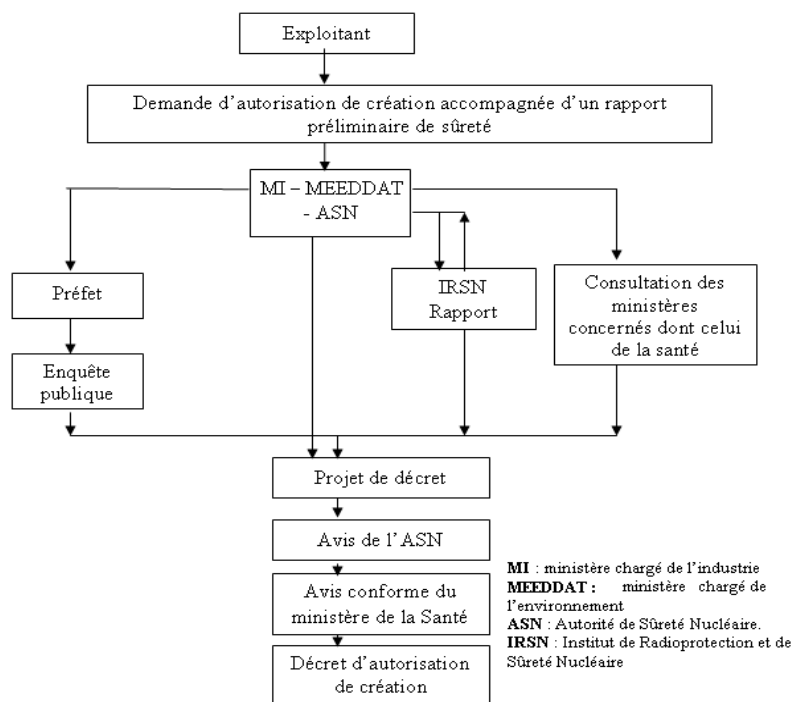 Exploitant
Demande d'autorisation de création accompagnée d'un rapport
préliminaire de sûreté
MI – MEEDDAT
- ASN
Préfet
IRSN
Rapport
Consultation des
ministères
concernés dont celui
de la santé
Enquête
publique
Projet de décret
Avis de l'ASN
Avis conforme du
ministère de la Santé
Décret d'autorisation
de création
MI : ministère chargé de l'industrie
MEEDDAT : ministère chargé de
l'environnement
ASN : Autorité de Sûreté Nucléaire.
IRSN : Institut de Radioprotection et de
Sûreté Nucléaire